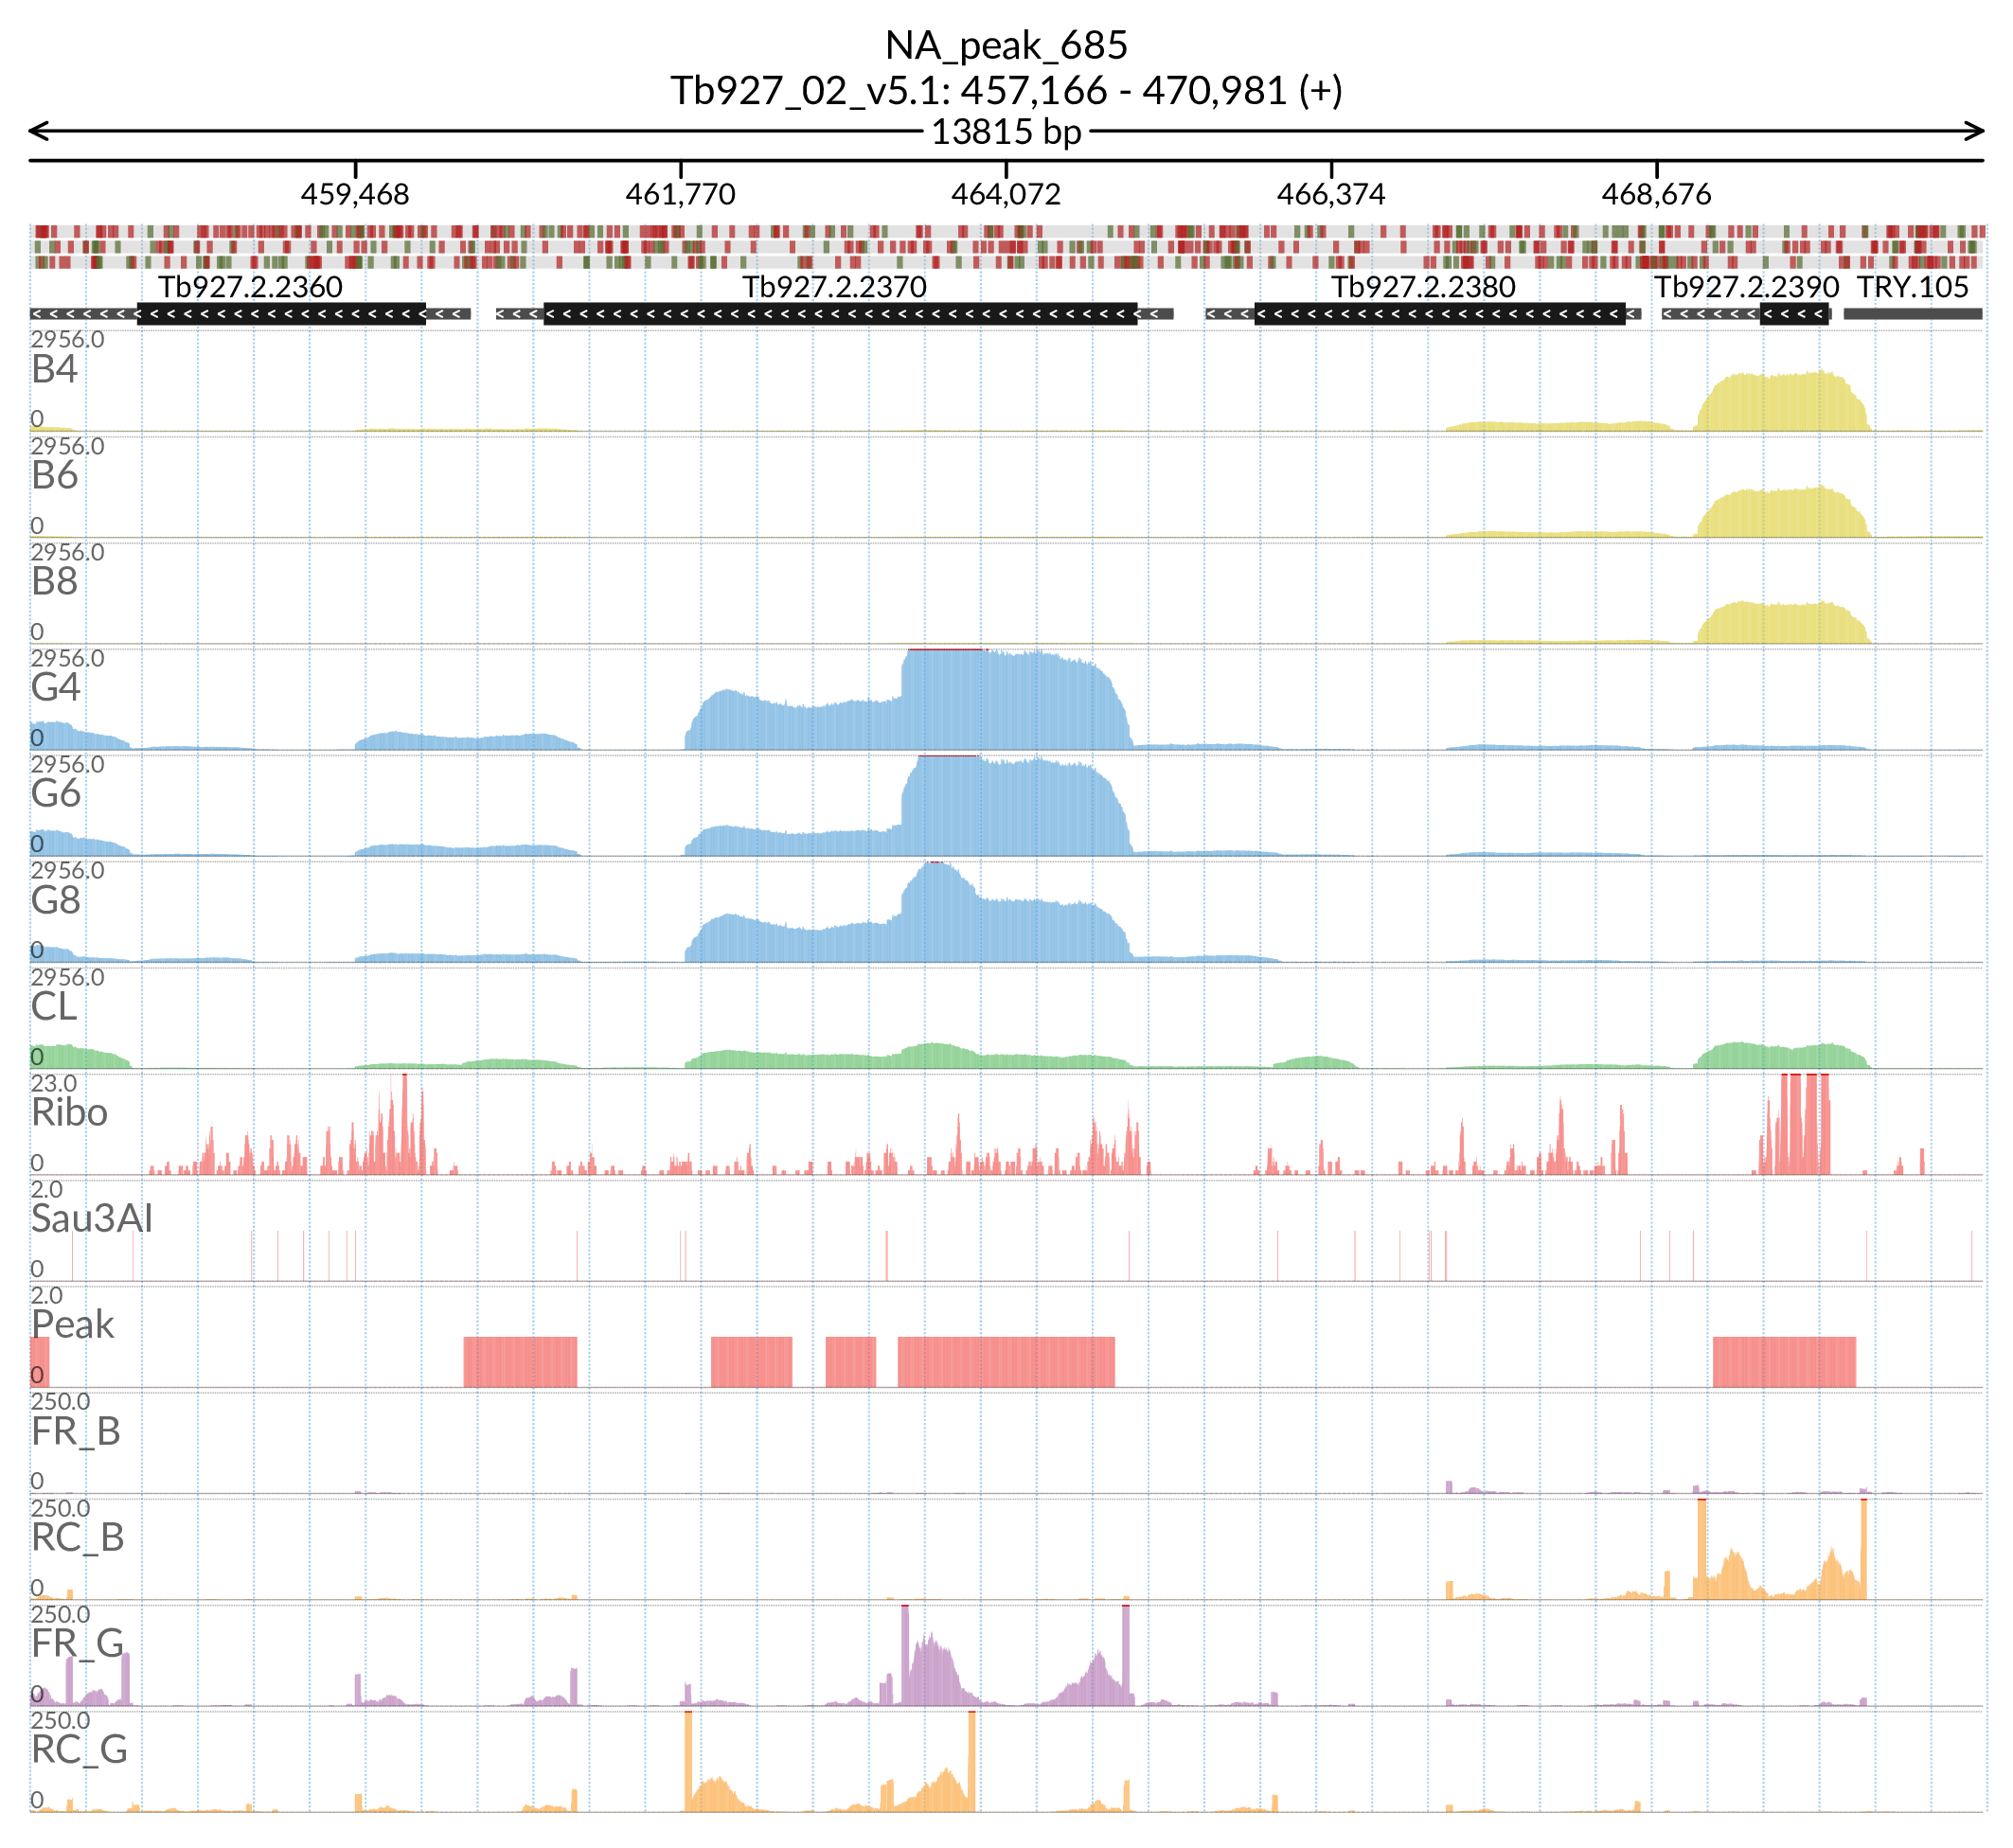 NA_peak_685
Tb927_02_v5.1: 457,166 - 470,981 (+)
13815 bp
459,468 461,770 464,072 466,374 468,676
Tb927.2.2360 Tb927.2.2370 Tb927.2.2380 Tb927.2.2390 TRY.105
2956.0
B4
0
2956.0
B6
0
2956.0
B8
0
2956.0
G4
0
2956.0
G6
0
2956.0
G8
0
2956.0
CL
0
23.0
Ribo
0
2.0
Sau3AI
0
2.0
Peak
0
250.0
FR_B
0
250.0
RC_B
0
250.0
FR_G
0
250.0
RC_G
0